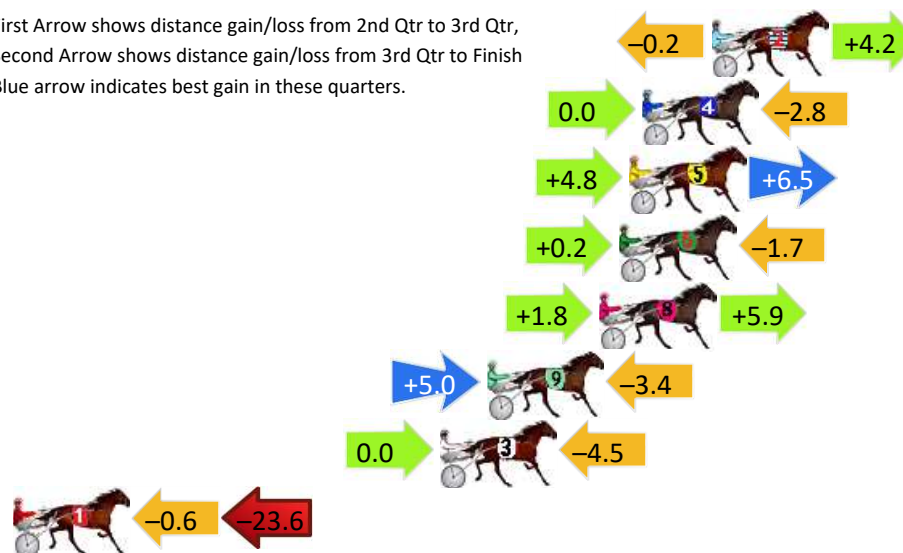 irst Arrow shows distance gain/loss from 2nd Qtr to 3rd Qtr,
econd Arrow shows distance gain/loss from 3rd Qtr to Finish
lue arrow indicates best gain in these quarters.
–0.2 2 +4.2
0.0 4 –2.8
+4.8 5 +6.5
+0.2 6 –1.7
+1.8 8 +5.9
+5.0 9 –3.4
0.0 3 –4.5
1 –0.6 –23.6